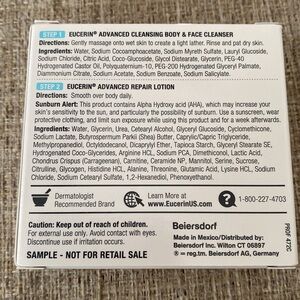 STEP 1 EUCERIN® ADVANCED CLEANSING BODY & FACE CLEANSER
Directions: Gently massage onto wet skin to create a light lather. Rinse and pat dry skin.
Ingredients: Water, Sodium Cocoamphoacetate, Sodium Myreth Sulfate, Lauryl Glucoside,
Sodium Chloride, Citric Acid, Coco-Glucoside, Glycol Distearate, Glycerin, PEG-40
Hydrogenated Castor Oil, Polyquaternium-10, PEG-200 Hydrogenated Glyceryl Palmate,
Diammonium Citrate, Sodium Acetate, Sodium Benzoate, Sodium Salicylate.
STEP 2 EUCERIN® ADVANCED REPAIR LOTION
Directions: Smooth over body daily.
Sunburn Alert: This product contains Alpha Hydroxy acid (AHA), which may increase your
skin's sensitivity to the sun, and particularly the possibility of sunburn. Use a sunscreen, wear
protective clothing, and limit sun exposure while using this product and for a week afterwards.
Ingredients: Water, Glycerin, Urea, Cetearyl Alcohol, Glyceryl Glucoside, Cyclomethicone,
Sodium Lactate, Butyrospermum Parkii (Shea) Butter, Caprylic/Capric Triglyceride,
Methylpropanediol, Octyldodecanol, Dicaprylyl Ether, Tapioca Starch, Glyceryl Stearate SE,
Hydrogenated Coco-Glycerides, Arginine HCL, Sodium PCA, Dimethiconol, Lactic Acid,
Chondrus Crispus (Carrageenan), Carnitine, Ceramide NP, Mannitol, Serine, Sucrose,
Citrulline, Glycogen, Histidine HCL, Alanine, Threonine, Glutamic Acid, Lysine HCL, Sodium
Chloride, Sodium Cetearyl Sulfate, 1,2-Hexanediol, Phenoxyethanol.
Dermatologist
Recommended Brand
Learn More at
www.EucerinUS.com
?
1-800-227-4703
Caution: Keep out of reach of children.
For external use only. Avoid contact with eyes.
Discontinue use if irritation occurs.
SAMPLE - NOT FOR RETAIL SALE
Beiersdorf
Made in Mexico/Distributed by:
Beiersdorf Inc. Wilton CT 06897
® = reg.tm. Beiersdorf AG, Germany
PROF 472C